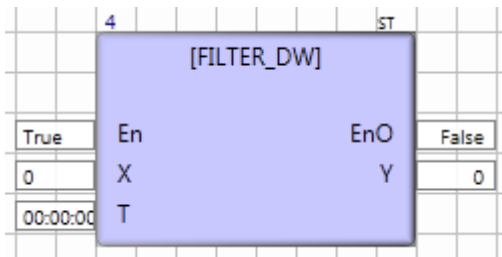 4 ST
[FILTER_DW]
True En EnO False
0 X Y 0
00:00:00 T